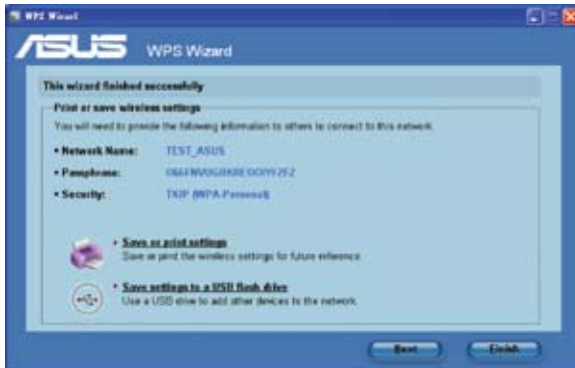 WPS Wizard
ASUS WPS Wizard
This wizard finished successfully
Print or save wireless settings
You will need to provide the following information to others to connect to this network.
• Network Name: TEST_ASUS
• Passphrase:
• Security: TKIP (WPA-Personal)
Save or print settings
Save or print the wireless settings for future reference.
Save settings to a USB flash drive
Use a USB drive to add other devices to the network.
Next Finish